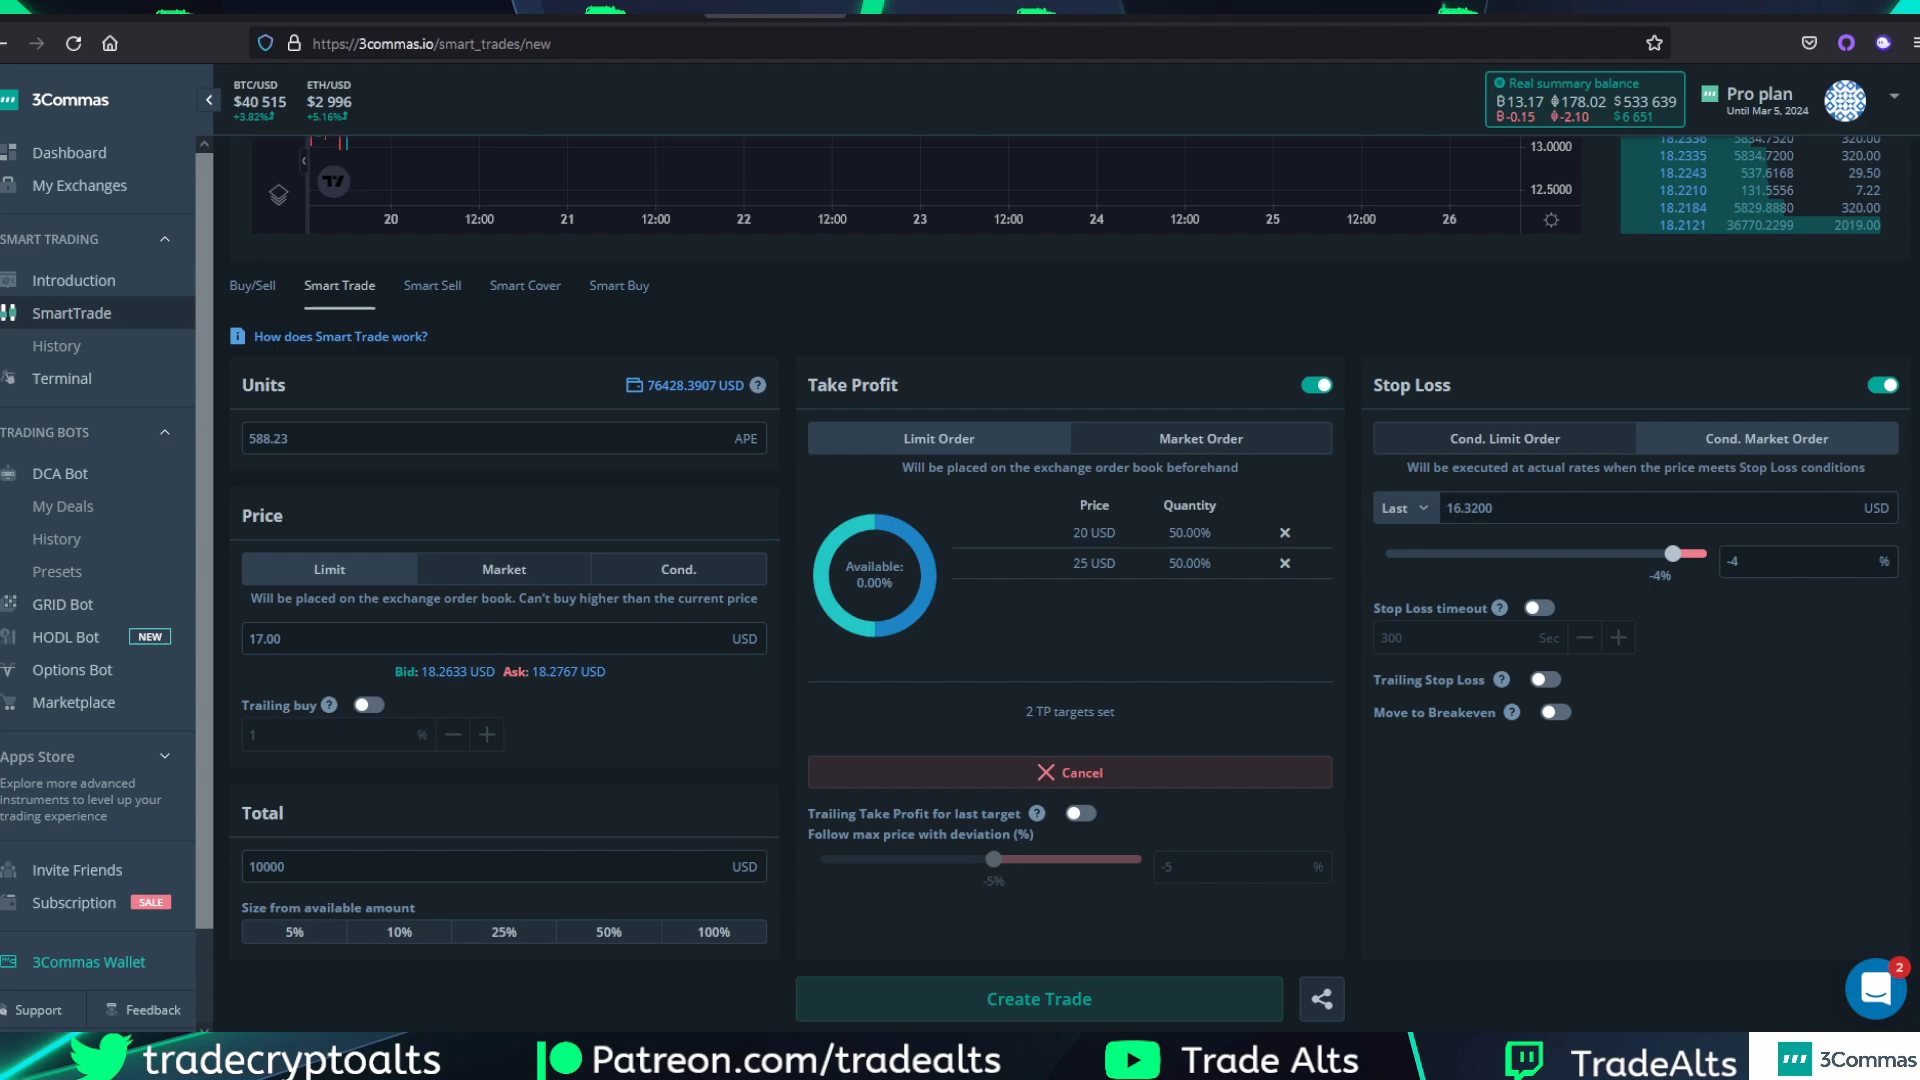 https://3commas.io/smart_trades/new
3Commas
BTC/USD
$40 515
+3.82%
ETH/USD
$2 996
+5.16%
Real summary balance
13.17 178.02 $ 533 639
-0.15 -2.10 $ 6 651
Pro plan
Until Mar 5, 2024
Dashboard
My Exchanges
SMART TRADING
Introduction
SmartTrade
History
Terminal
TRADING BOTS
DCA Bot
My Deals
History
Presets
GRID Bot
HODL Bot NEW
Options Bot
Marketplace
Apps Store
Explore more advanced
instruments to level up your
trading experience
Invite Friends
Subscription SALE
3Commas Wallet
Support
Feedback
13.0000
12.5000
20 12:00 21 12:00 22 12:00 23 12:00 24 12:00 25 12:00 26
18.2336 5834.7520 320.00
18.2335 5834.7200 320.00
18.2243 537.6168 29.50
18.2210 131.5556 7.22
18.2184 5829.8880 320.00
18.2121 36770.2299 2019.00
Buy/Sell Smart Trade Smart Sell Smart Cover Smart Buy
i How does Smart Trade work?
Units 76428.3907 USD ?
588.23 APE
Price
Limit Market Cond.
Will be placed on the exchange order book. Can't buy higher than the current price
17.00 USD
Bid: 18.2633 USD Ask: 18.2767 USD
Trailing buy ?
1 %
Total
10000 USD
Size from available amount
5% 10% 25% 50% 100%
Take Profit
Limit Order Market Order
Will be placed on the exchange order book beforehand
Available:
0.00%
Price Quantity
20 USD 50.00%
25 USD 50.00%
2 TP targets set
Cancel
Trailing Take Profit for last target ?
Follow max price with deviation (%)
-5%
-5 %
Create Trade
Stop Loss
Cond. Limit Order Cond. Market Order
Will be executed at actual rates when the price meets Stop Loss conditions
Last 16.3200 USD
-4%
-4 %
Stop Loss timeout ?
300 Sec
Trailing Stop Loss ?
Move to Breakeven ?
2
tradecryptoalts
Patreon.com/tradealts
Trade Alts
TradeAlts
3Commas